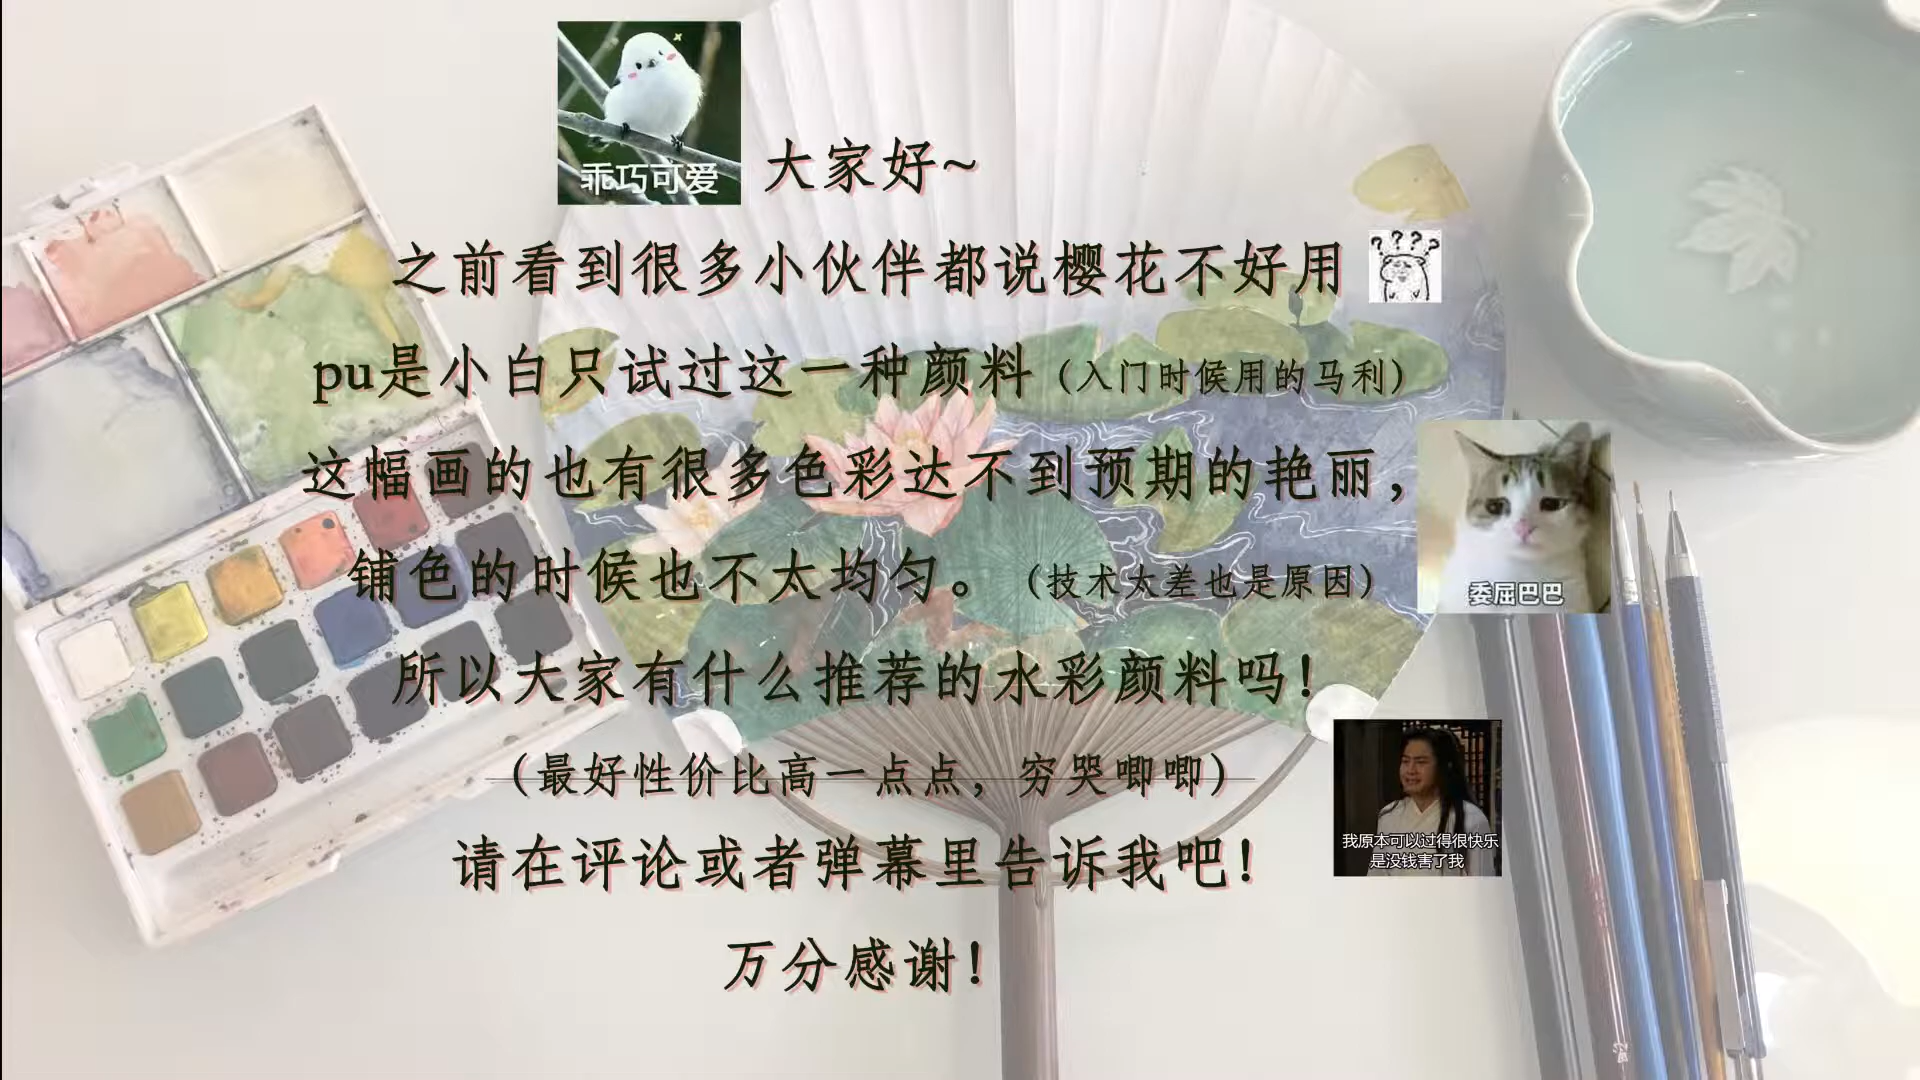 乖巧可爱
大家好~
之前看到很多小伙伴都说樱花不好用
????
pu是小白只试过这一种颜料（入门时候用的马利）
这幅画的也有很多色彩达不到预期的艳丽，
铺色的时候也不太均匀。（技术太差也是原因）
委屈巴巴
所以大家有什么推荐的水彩颜料吗！
（最好性价比高一点点，穷哭唧唧）
我原本可以过得很快乐
是没钱害了我
请在评论或者弹幕里告诉我吧！
万分感谢！